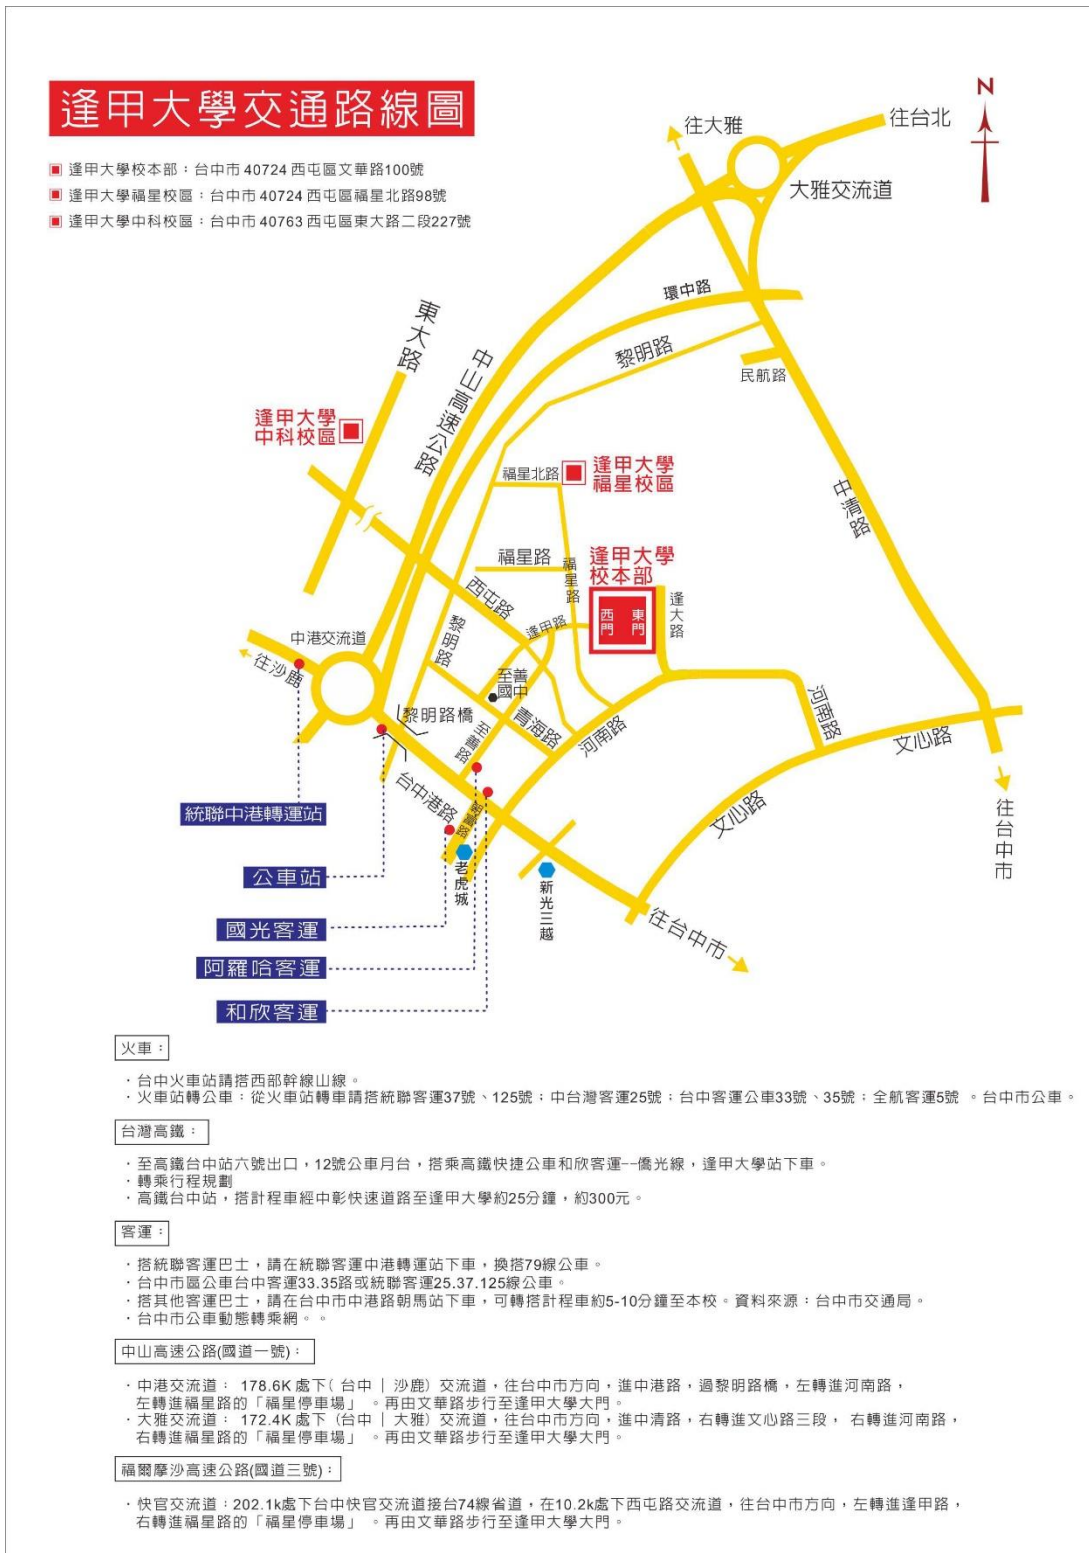 逢甲大學交通路線圖
逢甲大學校本部：台中市 40724 西屯區文華路100號
逢甲大學福星校區：台中市 40724 西屯區福星北路98號
逢甲大學中科校區：台中市 40763 西屯區東大路二段227號
N
往台北
往大雅
大雅交流道
環中路
東大路
黎明路
中山高速公路
民航路
逢甲大學
中科校區
福星北路
逢甲大學
福星校區
中清路
福星路
福星路
逢甲大學
校本部
西屯路
西門
東門
逢大路
黎明路
逢甲路
中港交流道
往沙鹿
至善國中
河南路
黎明路橋
青海路
至善路
河南路
文心路
台中港路
朝富路
文心路
往台中市
統聯中港轉運站
公車站
老虎城
新光三越
國光客運
往台中市
阿羅哈客運
和欣客運
火車：
· 台中火車站請搭西部幹線山線。
· 火車站轉公車：從火車站轉車請搭統聯客運37號、125號；中台灣客運25號；台中客運公車33號、35號；全航客運5號 。台中市公車。
台灣高鐵：
· 至高鐵台中站六號出口，12號公車月台，搭乘高鐵快捷公車和欣客運--僑光線，逢甲大學站下車。
· 轉乘行程規劃
· 高鐵台中站，搭計程車經中彰快速道路至逢甲大學約25分鐘，約300元。
客運：
· 搭統聯客運巴士，請在統聯客運中港轉運站下車，換搭79線公車。
· 台中市區公車台中客運33.35路或統聯客運25.37.125線公車。
· 搭其他客運巴士，請在台中市中港路朝馬站下車，可轉搭計程車約5-10分鐘至本校。資料來源：台中市交通局。
· 台中市公車動態轉乘網。。
中山高速公路(國道一號)：
· 中港交流道： 178.6K 處下( 台中 | 沙鹿) 交流道，往台中市方向，進中港路，過黎明路橋，左轉進河南路，
左轉進福星路的「福星停車場」 。再由文華路步行至逢甲大學大門。
· 大雅交流道： 172.4K 處下 (台中 | 大雅) 交流道，往台中市方向，進中清路，右轉進文心路三段， 右轉進河南路，
右轉進福星路的「福星停車場」 。再由文華路步行至逢甲大學大門。
福爾摩沙高速公路(國道三號)：
· 快官交流道：202.1k處下台中快官交流道接台74線省道，在10.2k處下西屯路交流道，往台中市方向，左轉進逢甲路，
右轉進福星路的「福星停車場」 。再由文華路步行至逢甲大學大門。